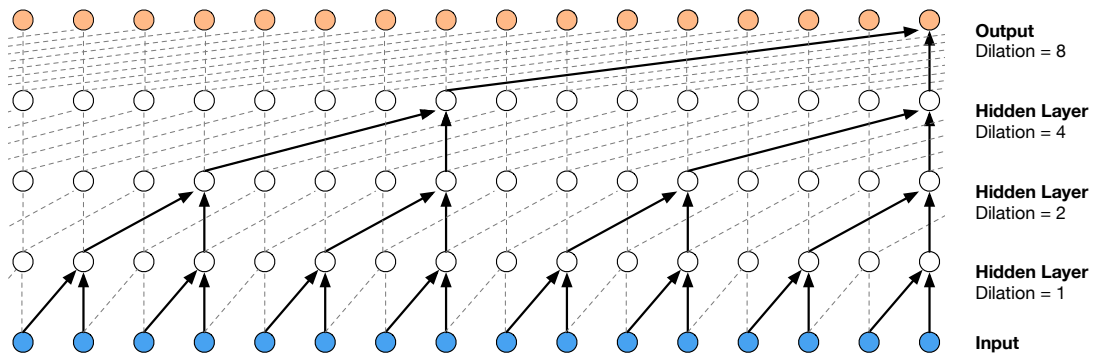 Output
Dilation = 8
Hidden Layer
Dilation = 4
Hidden Layer
Dilation = 2
Hidden Layer
Dilation = 1
Input